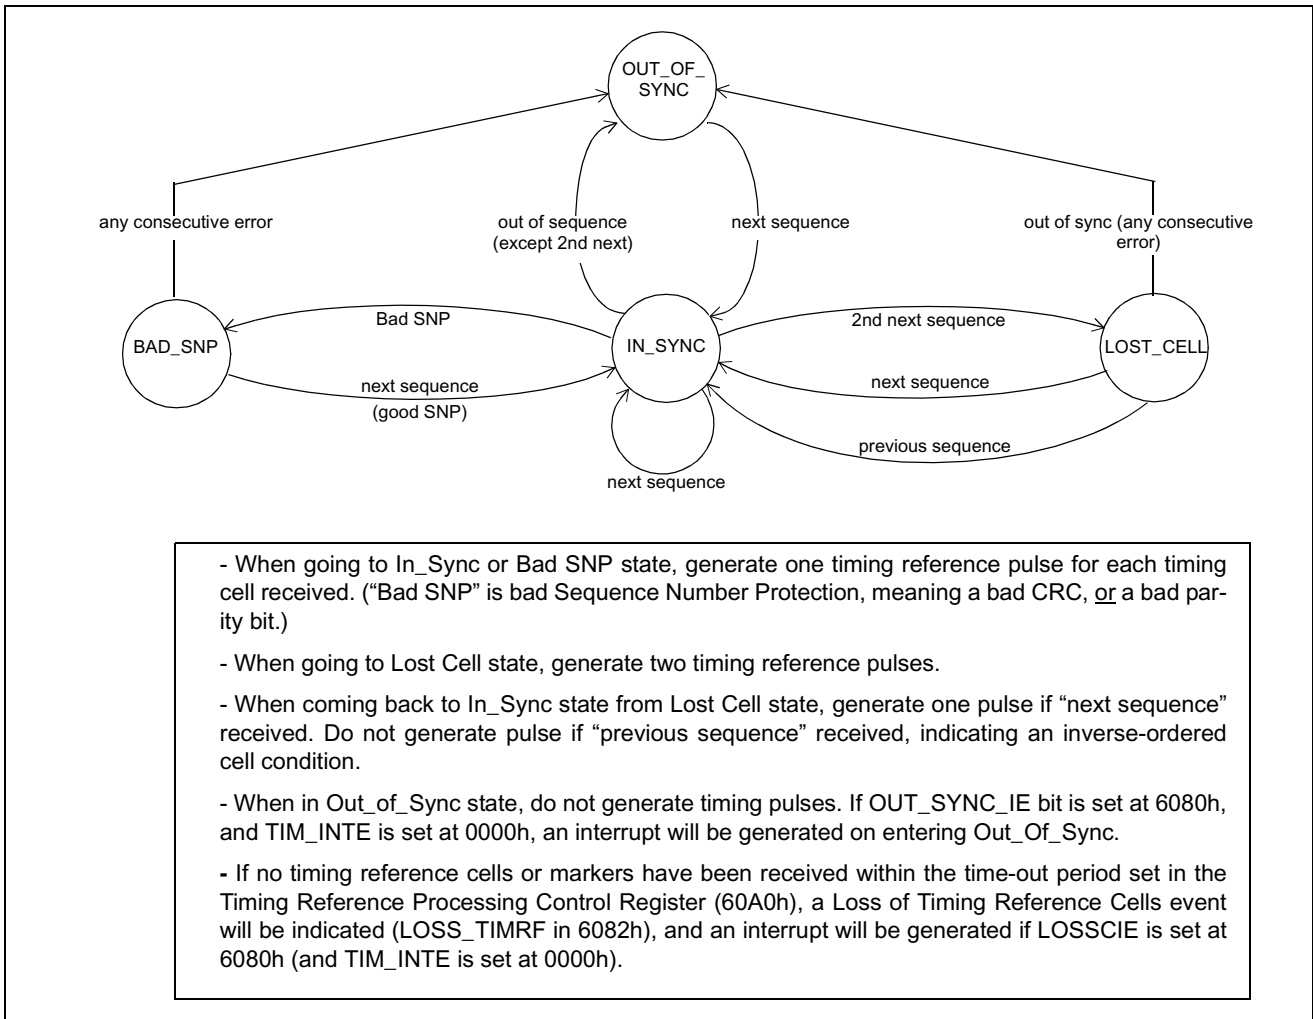 OUT_OF_
SYNC
any consecutive error
out of sequence
(except 2nd next)
next sequence
out of sync (any consecutive
error)
Bad SNP
2nd next sequence
BAD_SNP
IN_SYNC
LOST_CELL
next sequence
(good SNP)
next sequence
previous sequence
next sequence
- When going to In_Sync or Bad SNP state, generate one timing reference pulse for each timing
cell received. (“Bad SNP” is bad Sequence Number Protection, meaning a bad CRC, or a bad par-
ity bit.)
- When going to Lost Cell state, generate two timing reference pulses.
- When coming back to In_Sync state from Lost Cell state, generate one pulse if “next sequence”
received. Do not generate pulse if “previous sequence” received, indicating an inverse-ordered
cell condition.
- When in Out_of_Sync state, do not generate timing pulses. If OUT_SYNC_IE bit is set at 6080h,
and TIM_INTE is set at 0000h, an interrupt will be generated on entering Out_Of_Sync.
- If no timing reference cells or markers have been received within the time-out period set in the
Timing Reference Processing Control Register (60A0h), a Loss of Timing Reference Cells event
will be indicated (LOSS_TIMRF in 6082h), and an interrupt will be generated if LOSSCIE is set at
6080h (and TIM_INTE is set at 0000h).